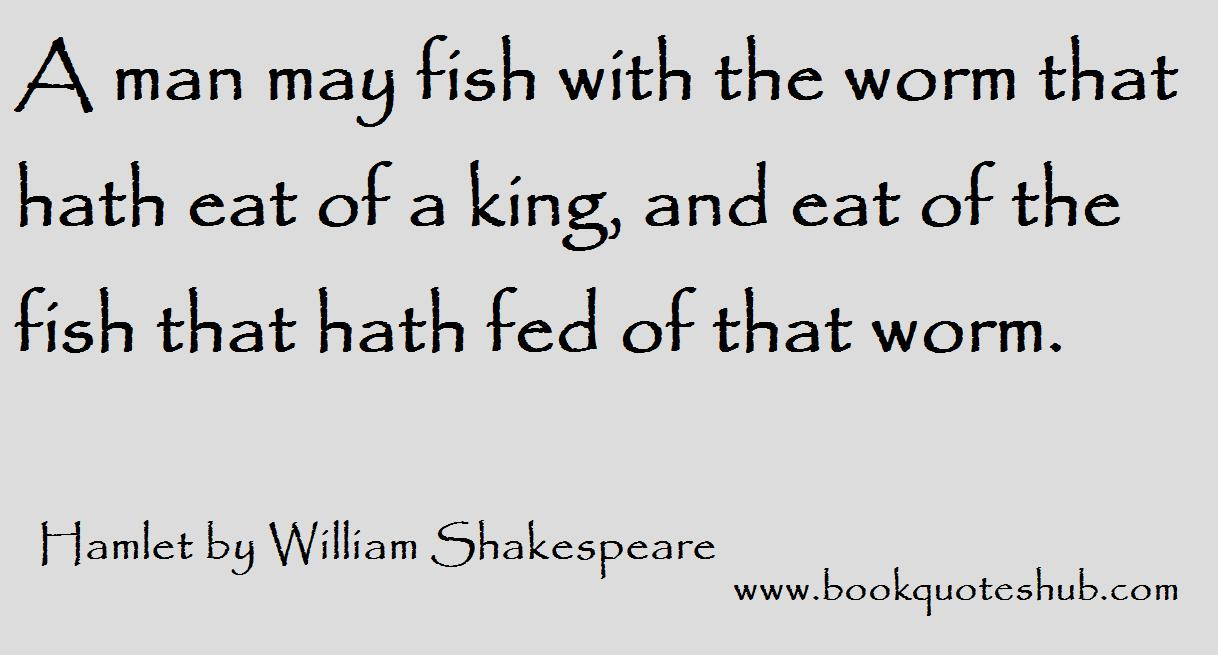 A man may fish with the worm that
hath eat of a king, and eat of the
fish that hath fed of that worm.
Hamlet by William Shakespeare
www.bookquoteshub.com